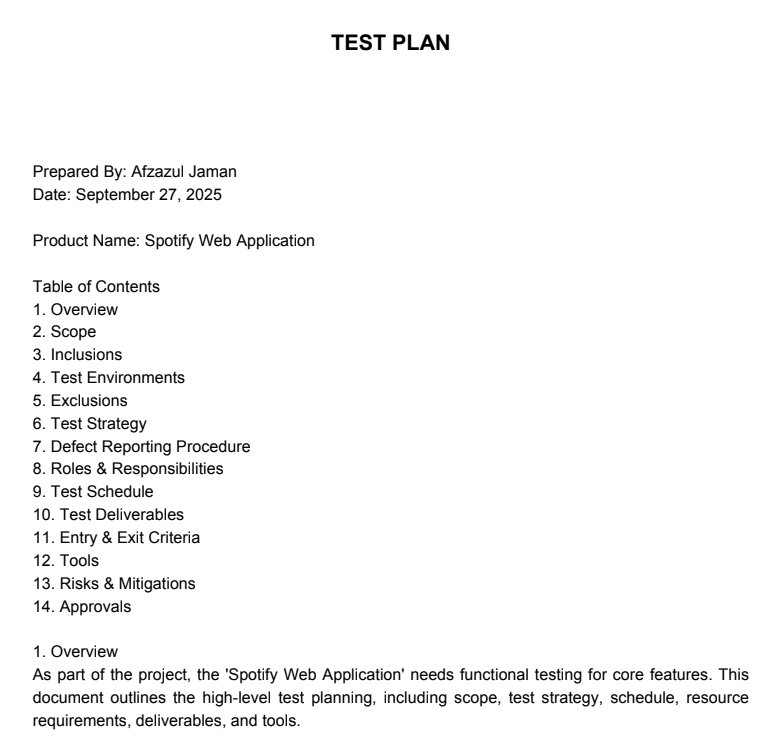 TEST PLAN
Prepared By: Afzazul Jaman
Date: September 27, 2025
Product Name: Spotify Web Application
Table of Contents
1. Overview
2. Scope
3. Inclusions
4. Test Environments
5. Exclusions
6. Test Strategy
7. Defect Reporting Procedure
8. Roles & Responsibilities
9. Test Schedule
10. Test Deliverables
11. Entry & Exit Criteria
12. Tools
13. Risks & Mitigations
14. Approvals
1. Overview
As part of the project, the 'Spotify Web Application' needs functional testing for core features. This
document outlines the high-level test planning, including scope, test strategy, schedule, resource
requirements, deliverables, and tools.